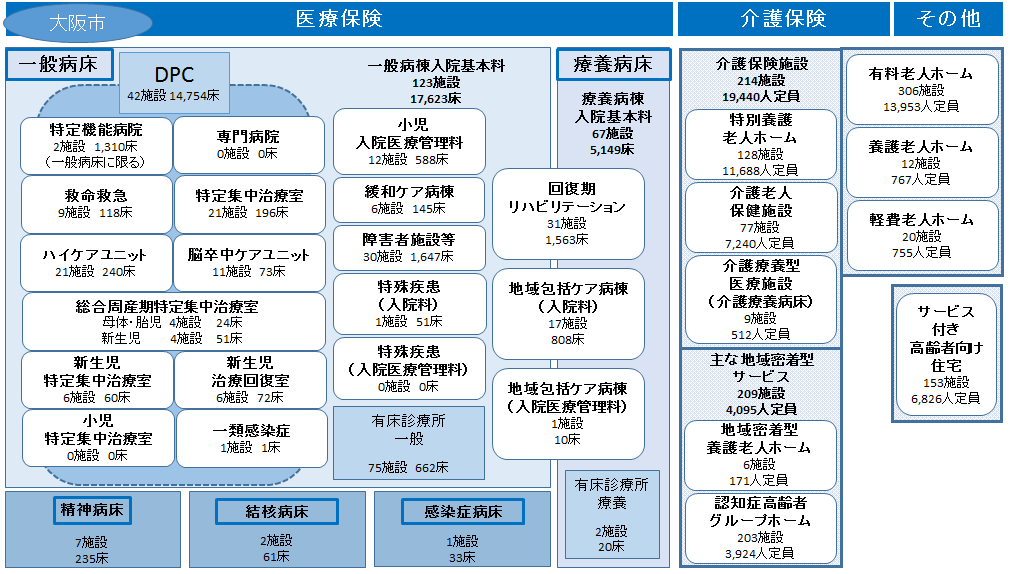 大阪市
医療保険
介護保険
その他
一般病床
DPC
42施設 14,754床
一般病棟入院基本料
123施設
17,623床
特定機能病院
2施設 1,310床
(一般病床に限る)
専門病院
0施設 0床
救命救急
9施設 118床
特定集中治療室
21施設 196床
ハイケアユニット
21施設 240床
脳卒中ケアユニット
11施設 73床
総合周産期特定集中治療室
母体・胎児 4施設 24床
新生児 4施設 51床
新生児
特定集中治療室
6施設 60床
新生児
治療回復室
6施設 72床
小児
特定集中治療室
0施設 0床
一類感染症
1施設 1床
小児
入院医療管理料
12施設 588床
緩和ケア病棟
6施設 145床
障害者施設等
30施設 1,647床
特殊疾患
(入院料)
1施設 51床
特殊疾患
(入院医療管理料)
0施設 0床
有床診療所
一般
75施設 662床
療養病床
療養病棟
入院基本料
67施設
5,149床
回復期
リハビリテーション
31施設
1,563床
地域包括ケア病棟
(入院料)
17施設
808床
地域包括ケア病棟
(入院医療管理料)
1施設
10床
有床診療所
療養
2施設
20床
精神病床
7施設
235床
結核病床
2施設
61床
感染症病床
1施設
33床
介護保険施設
214施設
19,440人定員
特別養護
老人ホーム
128施設
11,688人定員
介護老人
保健施設
77施設
7,240人定員
介護療養型
医療施設
(介護療養病床)
9施設
512人定員
主な地域密着型
サービス
209施設
4,095人定員
地域密着型
養護老人ホーム
6施設
171人定員
認知症高齢者
グループホーム
203施設
3,924人定員
有料老人ホーム
306施設
13,953人定員
養護老人ホーム
12施設
767人定員
軽費老人ホーム
20施設
755人定員
サービス
付き
高齢者向け
住宅
153施設
6,826人定員